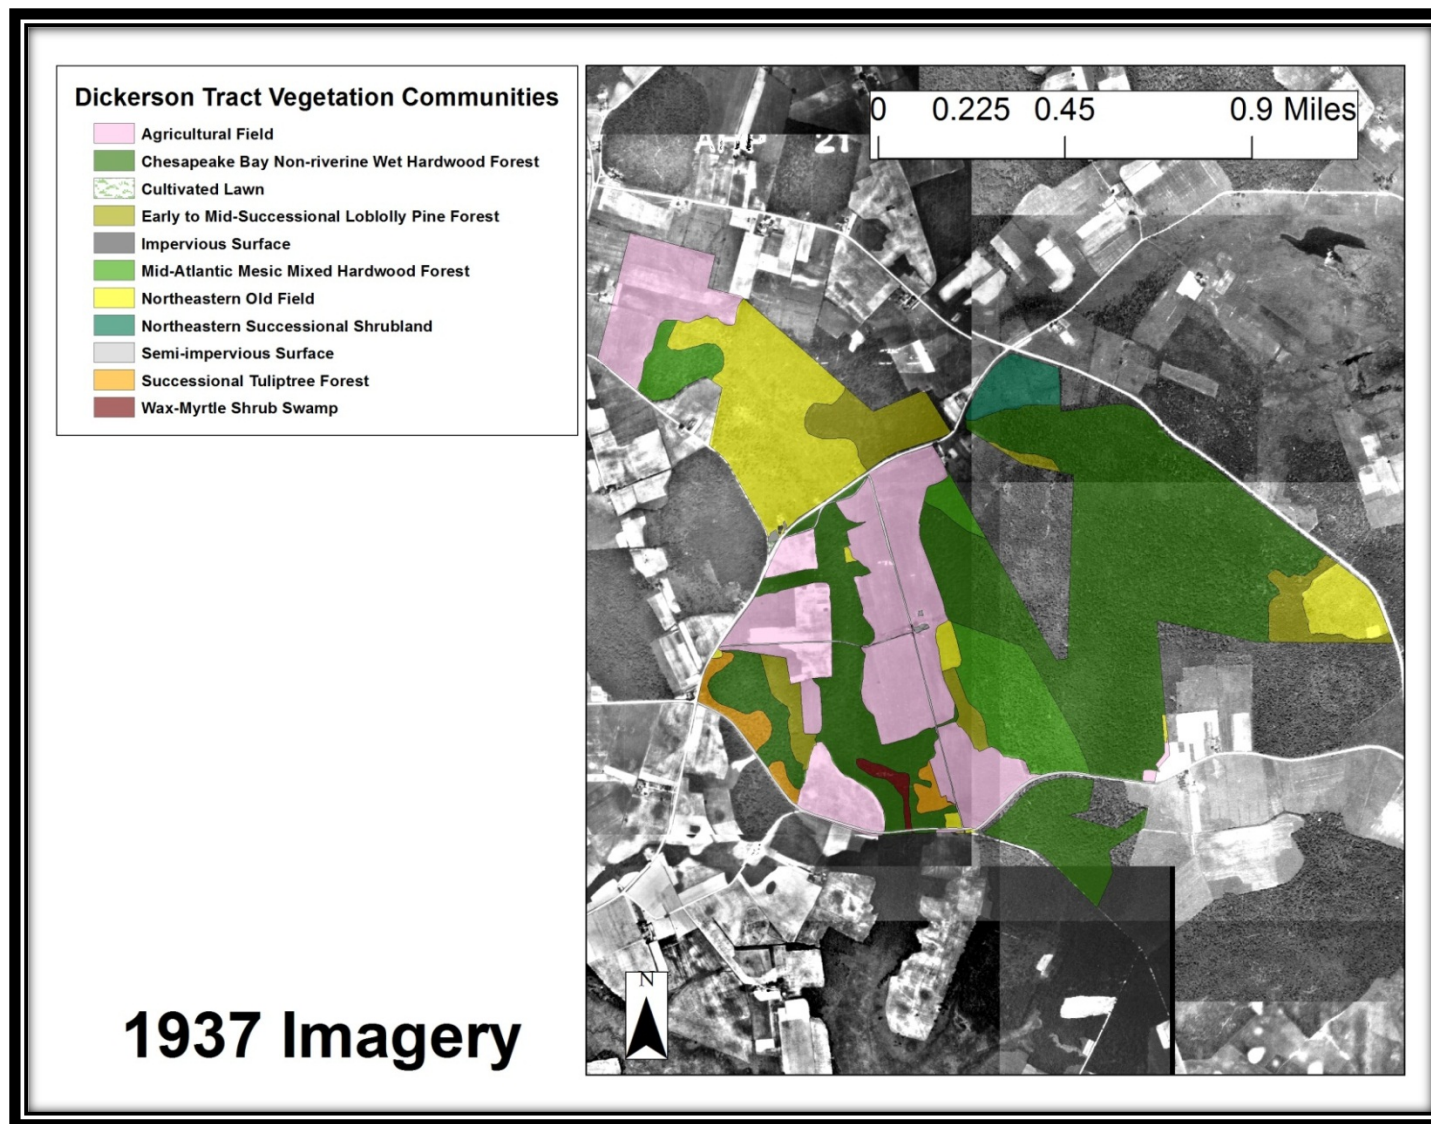 Dickerson Tract Vegetation Communities
Agricultural Field
Chesapeake Bay Non-riverine Wet Hardwood Forest
Cultivated Lawn
Early to Mid-Successional Loblolly Pine Forest
Impervious Surface
Mid-Atlantic Mesic Mixed Hardwood Forest
Northeastern Old Field
Northeastern Successional Shrubland
Semi-impervious Surface
Successional Tuliptree Forest
Wax-Myrtle Shrub Swamp
0 0.225 0.45 0.9 Miles
21
N
1937 Imagery